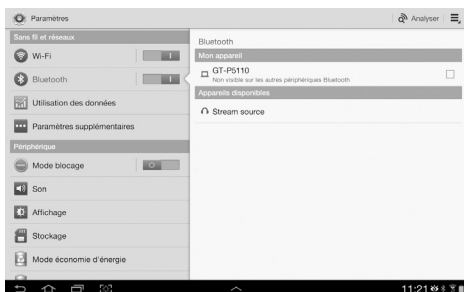 Paramètres
Analyser
Sans fil et réseaux
Wi-Fi
Bluetooth
Utilisation des données
Paramètres supplémentaires
Périphérique
Mode blocage
Son
Affichage
Stockage
Mode économie d'énergie
Bluetooth
Mon appareil
GT-P5110
Non visible sur les autres périphériques Bluetooth
Appareils disponibles
Stream source
11:21